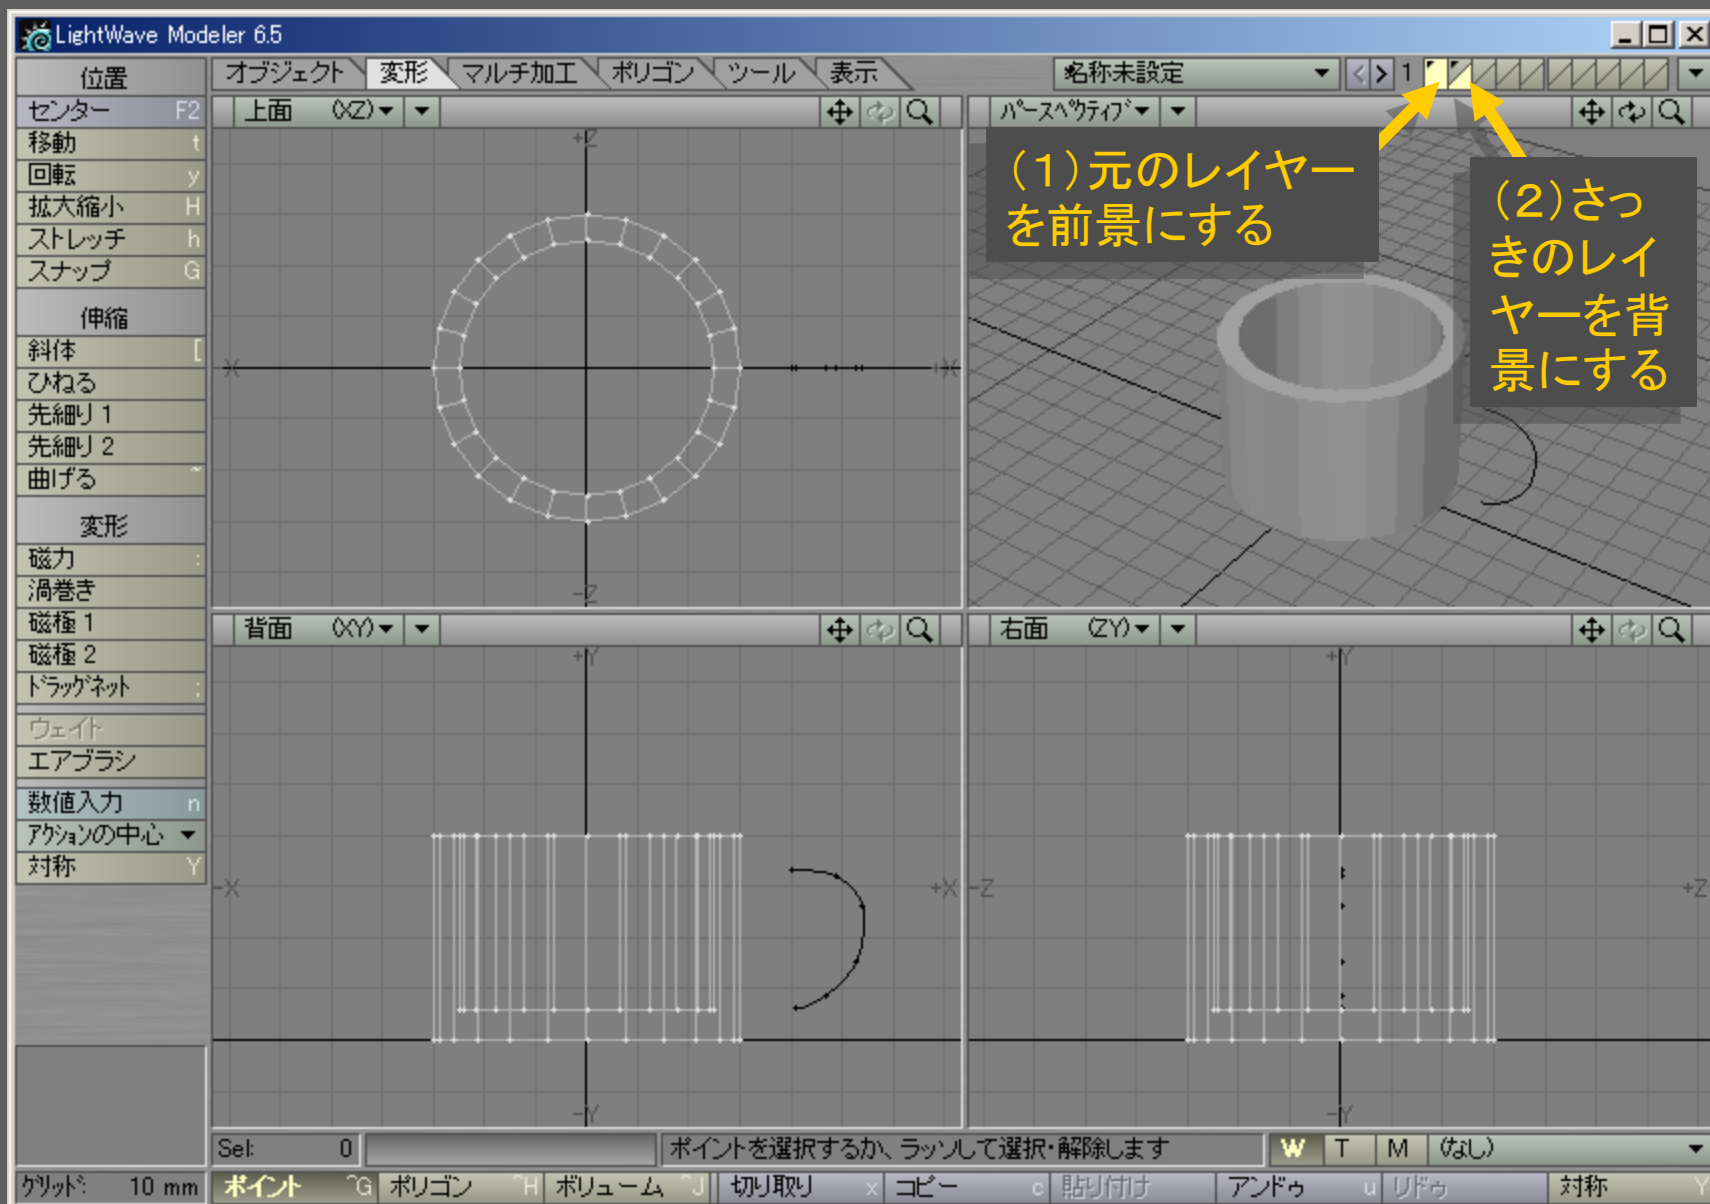 LightWave Modeler 6.5
位置
オブジェクト 変形 マルチ加工 ポリゴン ツール 表示
名称未設定
1
センター F2
移動 t
回転 y
拡大縮小 H
ストレッチ h
スナップ G
伸縮
斜体 [
ひねる
先細り 1
先細り 2
曲げる ~
変形
磁力 :
渦巻き
磁極 1
磁極 2
ドラッグネット ;
ウェイト
エアブラシ
数値入力 n
アクションの中心
対称 Y
上面 (XZ)
+Z
-X
+X
-Z
パースペクティブ
(1)元のレイヤー
を前景にする
(2)さっ
きのレイ
ヤーを背
景にする
背面 (XY)
+Y
-X
+X
-Y
右面 (ZY)
+Y
-Z
+Z
-Y
Sel: 0
ポイントを選択するか、ラッソして選択・解除します
W T M (なし)
グリッド: 10 mm
ポイント ^G ポリゴン ^H ボリューム ^J 切り取り x コピー c 貼り付け アンドゥ u リドゥ 対称 Y